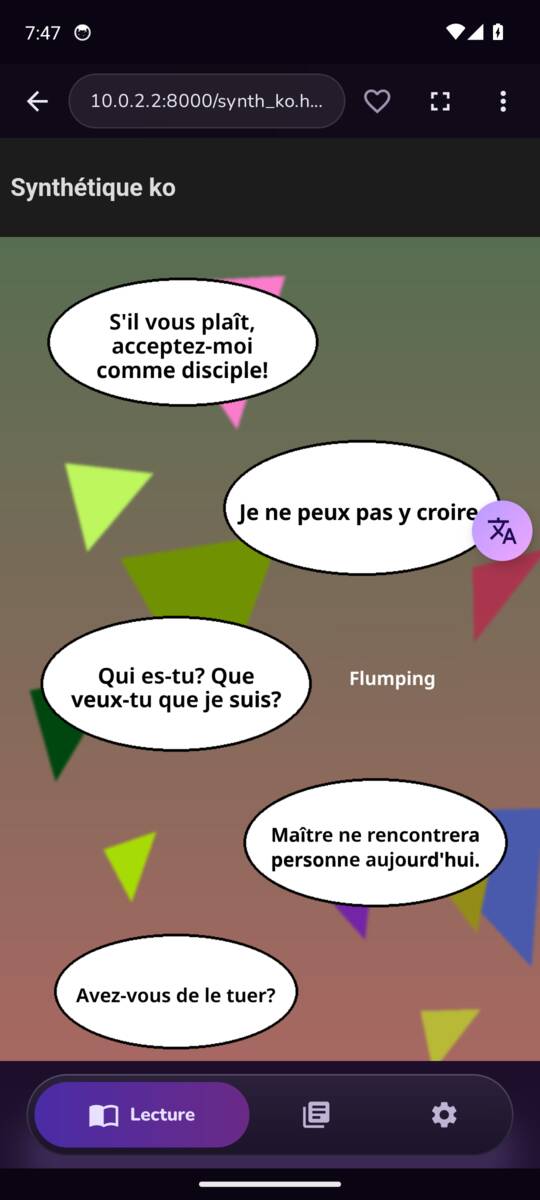 7:47
10.0.2.2:8000/synth_ko.h...
Synthétique ko
S'il vous plaît,
acceptez-moi
comme disciple!
Je ne peux pas y croire
Qui es-tu? Que
veux-tu que je suis?
Flumping
Maître ne rencontrera
personne aujourd'hui.
Avez-vous de le tuer?
Lecture